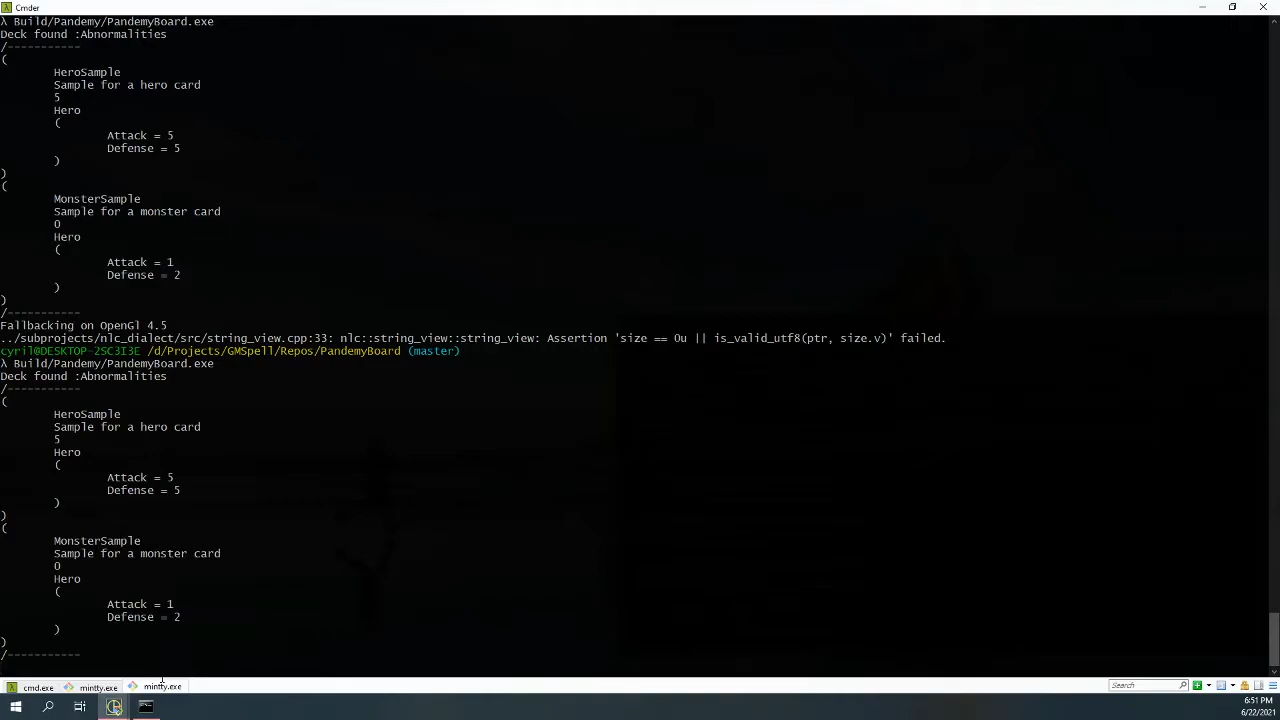 Cmder
λ Build/Pandemy/PandemyBoard.exe
Deck found :Abnormalities
/-----------
(
HeroSample
Sample for a hero card
5
Hero
(
Attack = 5
Defense = 5
)
)
(
MonsterSample
Sample for a monster card
0
Hero
(
Attack = 1
Defense = 2
)
)
/-----------
Fallbacking on OpenGl 4.5
../subprojects/nlc_dialect/src/string_view.cpp:33: nlc::string_view::string_view: Assertion 'size == 0u || is_valid_utf8(ptr, size.v)' failed.
cyril@DESKTOP-2SC3I3E /d/Projects/GMSpell/Repos/PandemyBoard (master)
λ Build/Pandemy/PandemyBoard.exe
Deck found :Abnormalities
/-----------
(
HeroSample
Sample for a hero card
5
Hero
(
Attack = 5
Defense = 5
)
)
(
MonsterSample
Sample for a monster card
0
Hero
(
Attack = 1
Defense = 2
)
)
/-----------
cmd.exe
mintty.exe
mintty.exe
Search
6:51 PM
6/22/2021